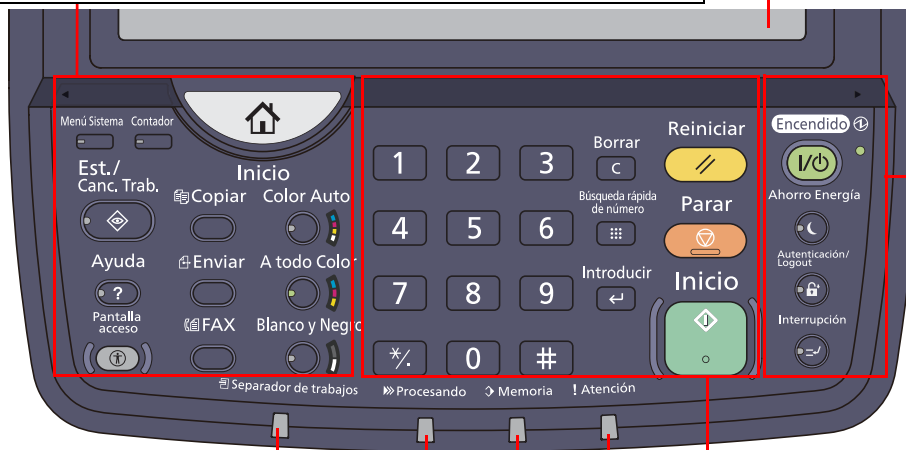 Menú Sistema
Contador
Est./
Canc. Trab.
Inicio
Copiar
Color Auto
Ayuda
?
Enviar
A todo Color
Pantalla
acceso
FAX
Blanco y Negro
1 2 3
4 5 6
7 8 9
*/. 0 #
Borrar
C
Búsqueda rápida
de número
Introducir
Reiniciar
Parar
Inicio
Encendido
I/
Ahorro Energía
Autenticación/
Logout
Interrupción
Separador de trabajos
Procesando
Memoria
! Atención